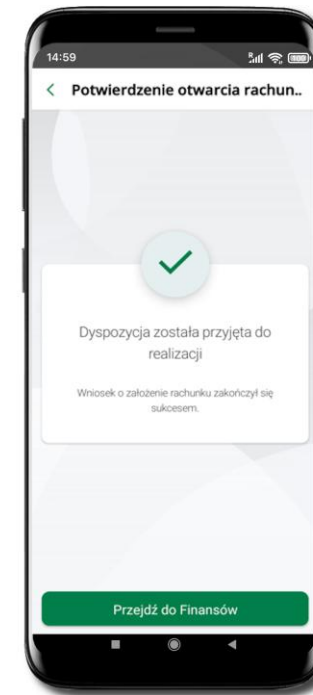 14:59
Potwierdzenie otwarcia rachun..
Dyspozycja została przyjęta do
realizacji
Wniosek o założenie rachunku zakończył się
sukcesem.
Przejdź do Finansów